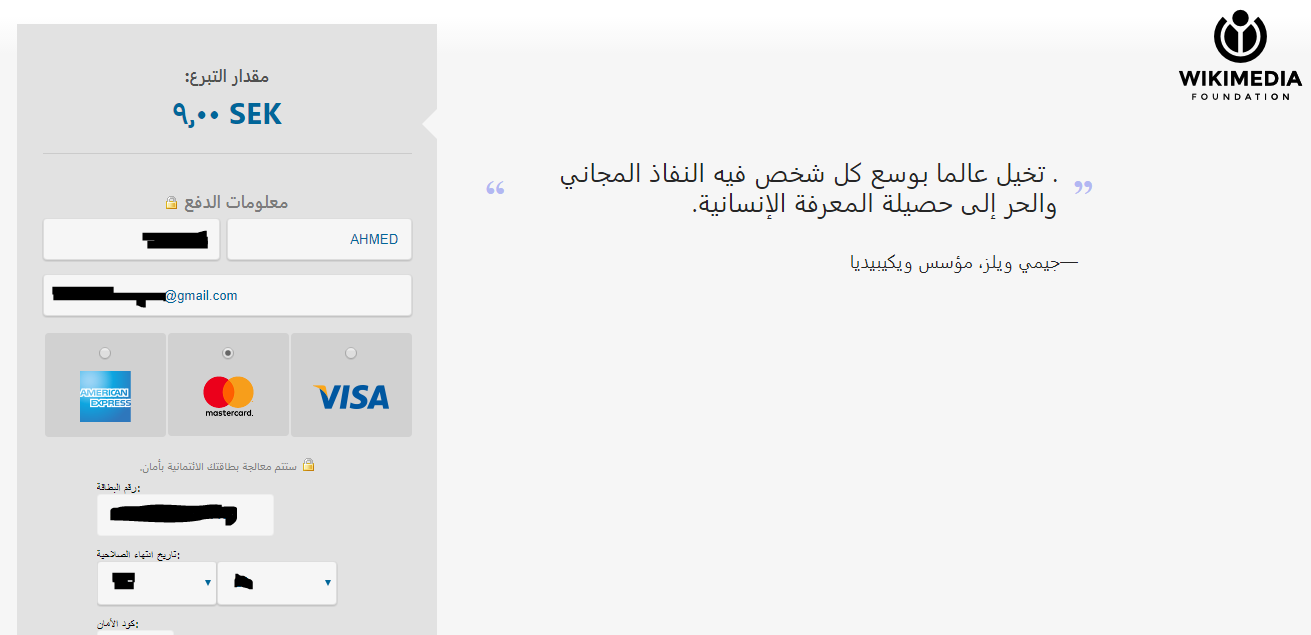 WIKIMEDIA
FOUNDATION
مقدار التبرع:
٩,٠٠ SEK
” . تخيل عالما بوسع كل شخص فيه النفاذ المجاني “
والحر إلى حصيلة المعرفة الإنسانية.
—جيمي ويلز، مؤسس ويكيبيديا
معلومات الدفع
AHMED
@gmail.com
VISA
mastercard.
AMERICAN
EXPRESS
ستتم معالجة بطاقتك الائتمانية بأمان.
رقم البطاقة:
تاريخ انتهاء الصلاحية:
كود الأمان: